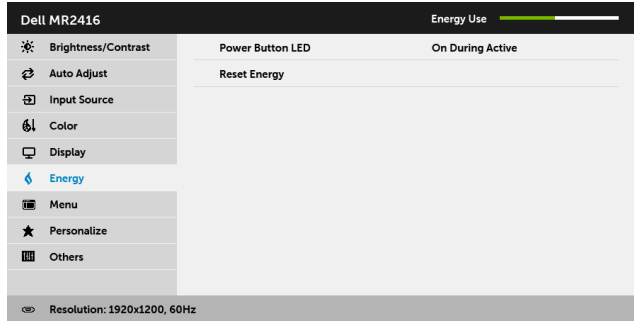 Dell MR2416 Energy Use
Brightness/Contrast Power Button LED On During Active
Auto Adjust Reset Energy
Input Source
Color
Display
Energy
Menu
Personalize
Others
Resolution: 1920x1200, 60Hz